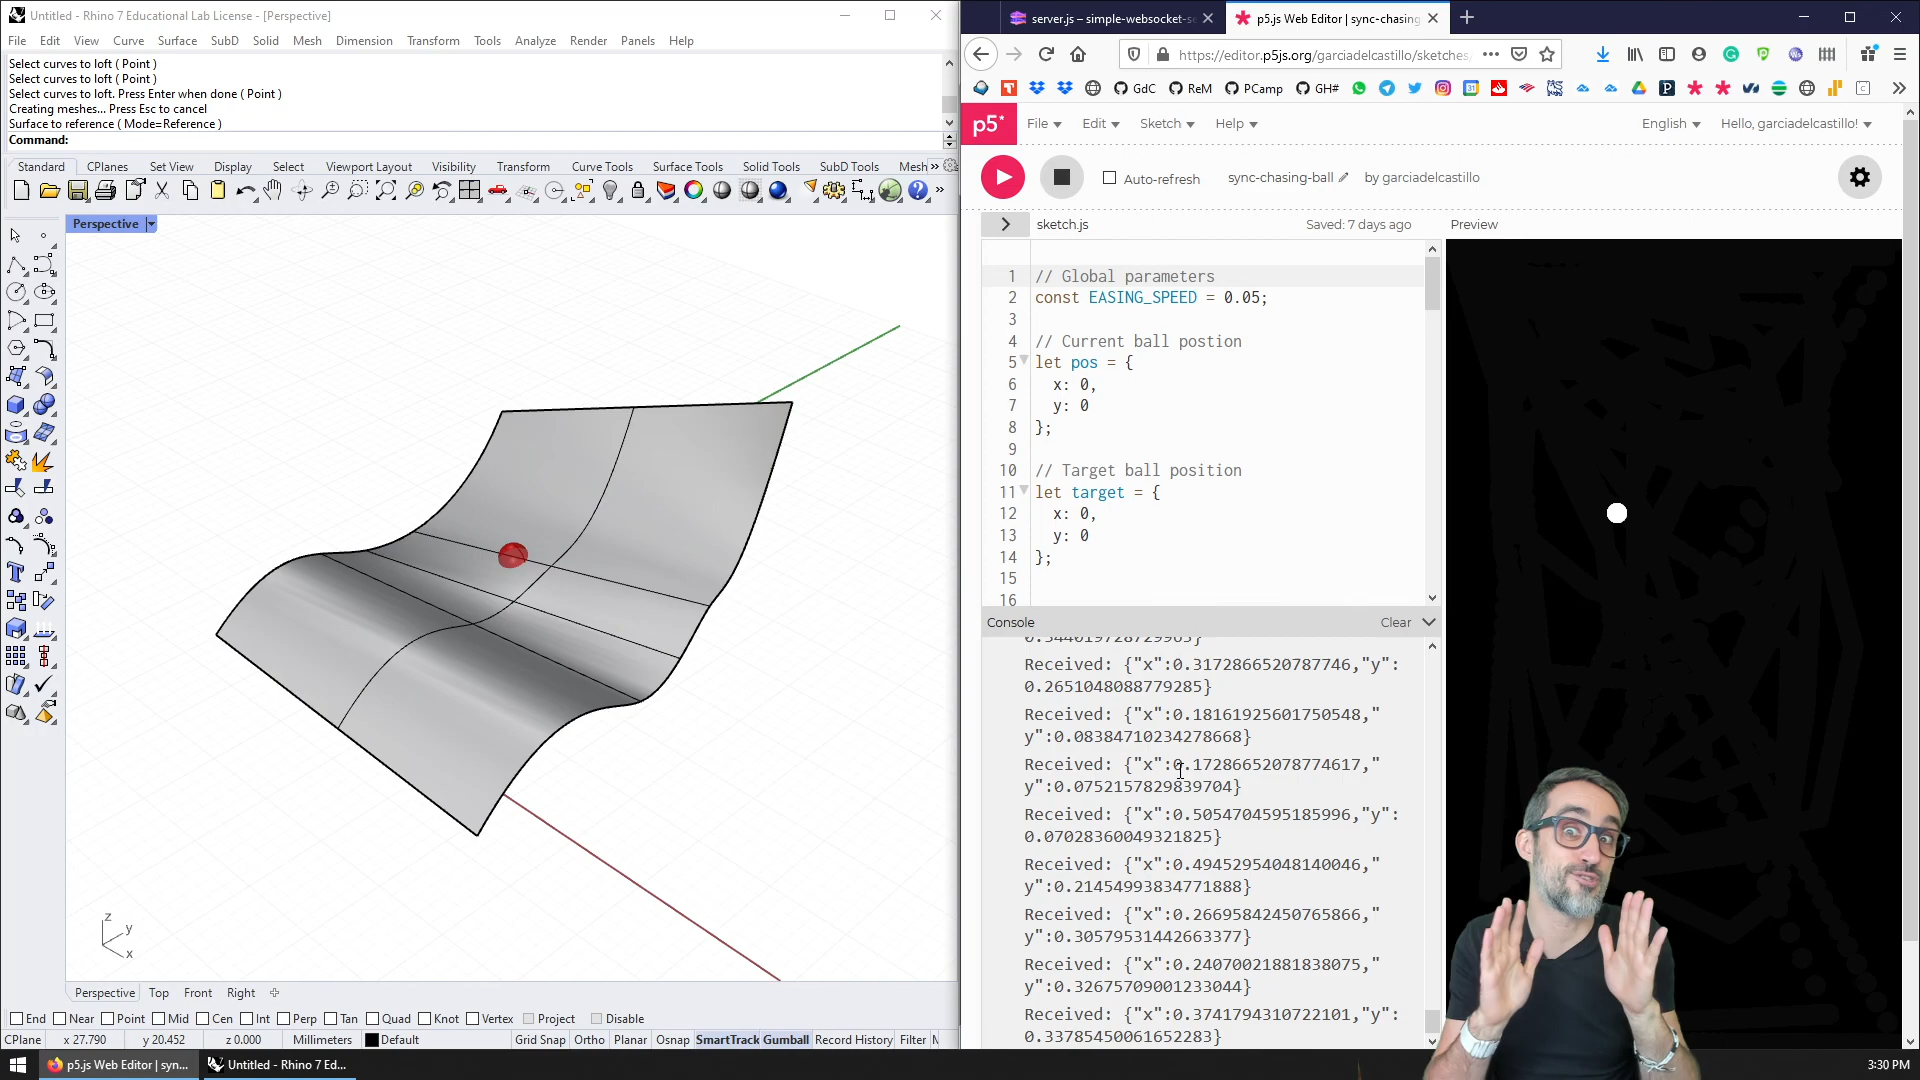 Untitled - Rhino 7 Educational Lab License - [Perspective]
File Edit View Curve Surface SubD Solid Mesh Dimension Transform Tools Analyze Render Panels Help
Select curves to loft ( Point )
Select curves to loft ( Point )
Select curves to loft. Press Enter when done ( Point )
Creating meshes... Press Esc to cancel
Surface to reference ( Mode=Reference )
Command:
Standard CPlanes Set View Display Select Viewport Layout Visibility Transform Curve Tools Surface Tools Solid Tools SubD Tools Mesh »
Perspective
z
y
x
Perspective Top Front Right
End Near Point Mid Cen Int Perp Tan Quad Knot Vertex Project Disable
CPlane x 27.790 y 20.452 z 0.000 Millimeters Default Grid Snap Ortho Planar Osnap SmartTrack Gumball Record History Filter M
server.js – simple-websocket-se
p5.js Web Editor | sync-chasing
https://editor.p5js.org/garciadelcastillo/sketches/
GdC ReM PCamp GH#
p5* File Edit Sketch Help English Hello, garciadelcastillo!
Auto-refresh sync-chasing-ball by garciadelcastillo
sketch.js Saved: 7 days ago Preview
1 // Global parameters
2 const EASING_SPEED = 0.05;
3
4 // Current ball postion
5 let pos = {
6 x: 0,
7 y: 0
8 };
9
10 // Target ball position
11 let target = {
12 x: 0,
13 y: 0
14 };
15
16
Console Clear
Received: {"x":0.3172866520787746,"y":
0.2651048088779285}
Received: {"x":0.18161925601750548,"
y":0.08384710234278668}
Received: {"x":0.17286652078774617,"
y":0.0752157829839704}
Received: {"x":0.5054704595185996,"y":
0.07028360049321825}
Received: {"x":0.49452954048140046,"
y":0.21454993834771888}
Received: {"x":0.26695842450765866,"
y":0.30579531442663377}
Received: {"x":0.24070021881838075,"
y":0.32675709001233044}
Received: {"x":0.3741794310722101,"y":
0.33785450061652283}
p5.js Web Editor | syn...
Untitled - Rhino 7 Ed...
3:30 PM